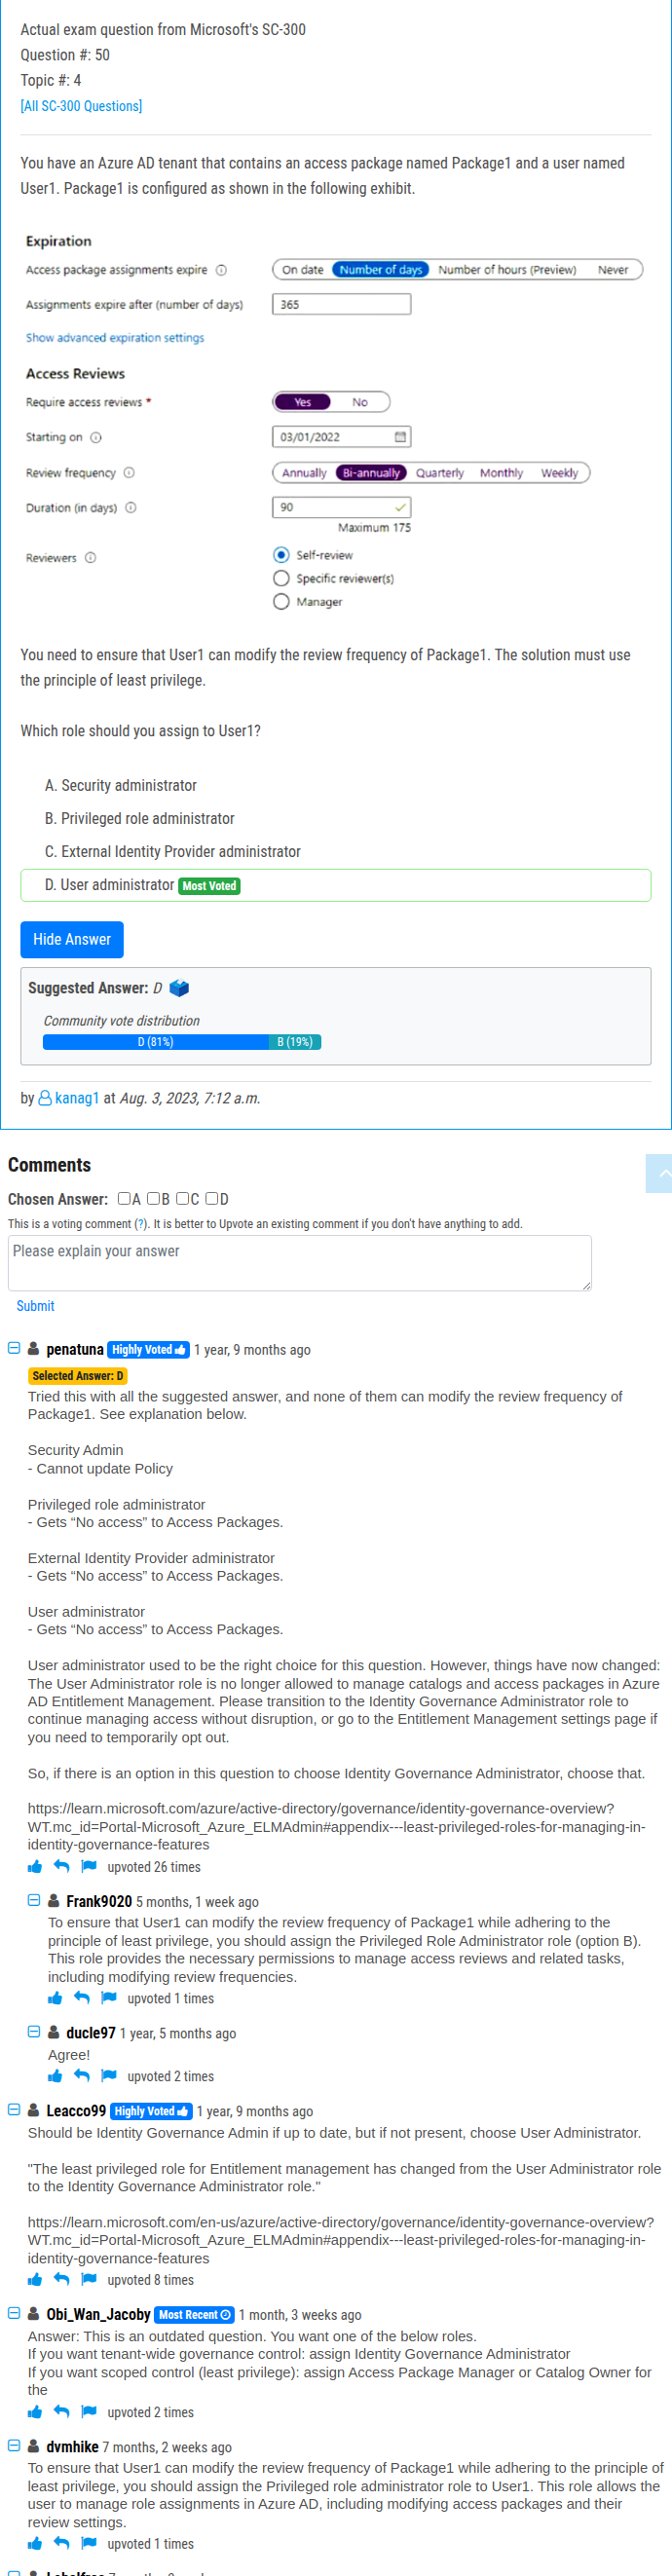 Actual exam question from Microsoft's SC-300
Question #: 50
Topic #: 4
[All SC-300 Questions]
You have an Azure AD tenant that contains an access package named Package1 and a user named
User1. Package1 is configured as shown in the following exhibit.
Expiration
Access package assignments expire On date Number of days Number of hours (Preview) Never
Assignments expire after (number of days) 365
Show advanced expiration settings
Access Reviews
Require access reviews * Yes No
Starting on 03/01/2022
Review frequency Annually Bi-annually Quarterly Monthly Weekly
Duration (in days) 90
Maximum 175
Reviewers Self-review
Specific reviewer(s)
Manager
You need to ensure that User1 can modify the review frequency of Package1. The solution must use
the principle of least privilege.
Which role should you assign to User1?
A. Security administrator
B. Privileged role administrator
C. External Identity Provider administrator
D. User administrator Most Voted
Hide Answer
Suggested Answer: D
Community vote distribution
D (81%) B (19%)
by kanag1 at Aug. 3, 2023, 7:12 a.m.
Comments
Chosen Answer: A B C D
This is a voting comment (?). It is better to Upvote an existing comment if you don't have anything to add.
Please explain your answer
Submit
penatuna Highly Voted 1 year, 9 months ago
Selected Answer: D
Tried this with all the suggested answer, and none of them can modify the review frequency of
Package1. See explanation below.
Security Admin
- Cannot update Policy
Privileged role administrator
- Gets “No access” to Access Packages.
External Identity Provider administrator
- Gets “No access” to Access Packages.
User administrator
- Gets “No access” to Access Packages.
User administrator used to be the right choice for this question. However, things have now changed:
The User Administrator role is no longer allowed to manage catalogs and access packages in Azure
AD Entitlement Management. Please transition to the Identity Governance Administrator role to
continue managing access without disruption, or go to the Entitlement Management settings page if
you need to temporarily opt out.
So, if there is an option in this question to choose Identity Governance Administrator, choose that.
https://learn.microsoft.com/azure/active-directory/governance/identity-governance-overview?
WT.mc_id=Portal-Microsoft_Azure_ELMAdmin#appendix---least-privileged-roles-for-managing-in-
identity-governance-features
upvoted 26 times
Frank9020 5 months, 1 week ago
To ensure that User1 can modify the review frequency of Package1 while adhering to the
principle of least privilege, you should assign the Privileged Role Administrator role (option B).
This role provides the necessary permissions to manage access reviews and related tasks,
including modifying review frequencies.
upvoted 1 times
ducle97 1 year, 5 months ago
Agree!
upvoted 2 times
Leacco99 Highly Voted 1 year, 9 months ago
Should be Identity Governance Admin if up to date, but if not present, choose User Administrator.
"The least privileged role for Entitlement management has changed from the User Administrator role
to the Identity Governance Administrator role."
https://learn.microsoft.com/en-us/azure/active-directory/governance/identity-governance-overview?
WT.mc_id=Portal-Microsoft_Azure_ELMAdmin#appendix---least-privileged-roles-for-managing-in-
identity-governance-features
upvoted 8 times
Obi_Wan_Jacoby Most Recent 1 month, 3 weeks ago
Answer: This is an outdated question. You want one of the below roles.
If you want tenant-wide governance control: assign Identity Governance Administrator
If you want scoped control (least privilege): assign Access Package Manager or Catalog Owner for
the
upvoted 2 times
dvmhike 7 months, 2 weeks ago
To ensure that User1 can modify the review frequency of Package1 while adhering to the principle of
least privilege, you should assign the Privileged role administrator role to User1. This role allows the
user to manage role assignments in Azure AD, including modifying access packages and their
review settings.
upvoted 1 times